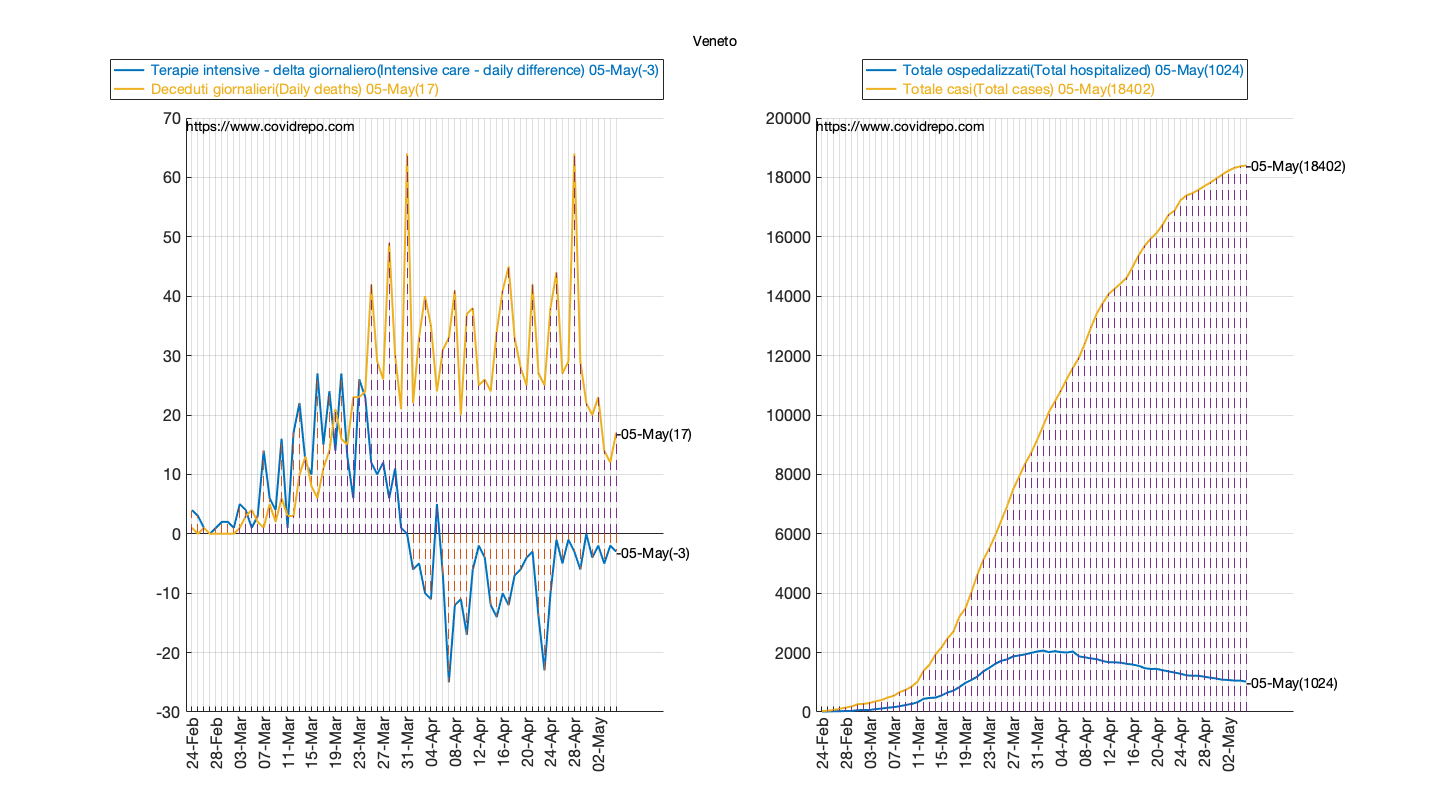 Veneto
Terapie intensive - delta giornaliero(Intensive care - daily difference) 05-May(-3)
Deceduti giornalieri(Daily deaths) 05-May(17)
https://www.covidrepo.com
70
60
50
40
30
20
10
0
-10
-20
-30
05-May(17)
05-May(-3)
24-Feb
28-Feb
03-Mar
07-Mar
11-Mar
15-Mar
19-Mar
23-Mar
27-Mar
31-Mar
04-Apr
08-Apr
12-Apr
16-Apr
20-Apr
24-Apr
28-Apr
02-May
Totale ospedalizzati(Total hospitalized) 05-May(1024)
Totale casi(Total cases) 05-May(18402)
https://www.covidrepo.com
20000
18000
16000
14000
12000
10000
8000
6000
4000
2000
0
05-May(18402)
05-May(1024)
24-Feb
28-Feb
03-Mar
07-Mar
11-Mar
15-Mar
19-Mar
23-Mar
27-Mar
31-Mar
04-Apr
08-Apr
12-Apr
16-Apr
20-Apr
24-Apr
28-Apr
02-May